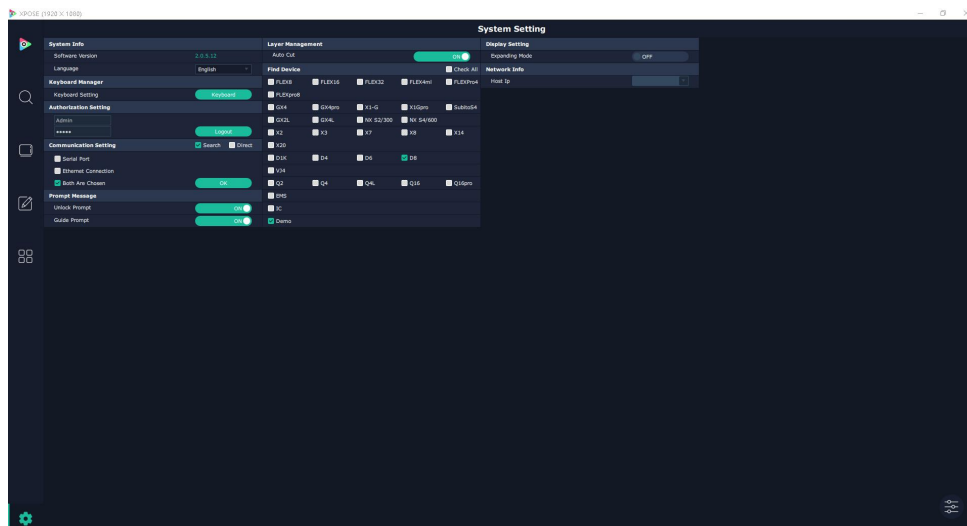 XPOSE (1920 X 1080)
System Setting
System Info
Software Version 2.0.5.12
Language English
Keyboard Manager
Keyboard Setting Keyboard
Authorization Setting
Admin
***** Logout
Communication Setting Search Direct
Serial Port
Ethernet Connection
Both Are Chosen OK
Prompt Message
Unlock Prompt ON
Guide Prompt ON
Layer Management
Auto Cut ON
Find Device Check All
FLEX8 FLEX16 FLEX32 FLEX4ml FLEXPro4
FLEXpro8
GX4 GX4pro X1-G X1Gpro SubitoS4
GX2L GX4L NX S2/300 NX S4/600
X2 X3 X7 X8 X14
X20
D1K D4 D6 D8
VJ4
Q2 Q4 Q4L Q16 Q16pro
EMS
IC
Demo
Display Setting
Expanding Mode OFF
Network Info
Host Ip